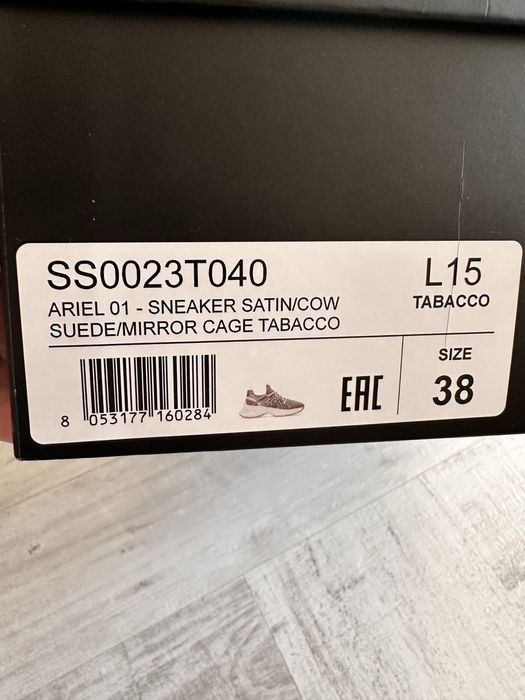 SS0023T040
ARIEL 01 - SNEAKER SATIN/COW
SUEDE/MIRROR CAGE TABACCO
L15
TABACCO
8 053177 160284
EAC
SIZE
38